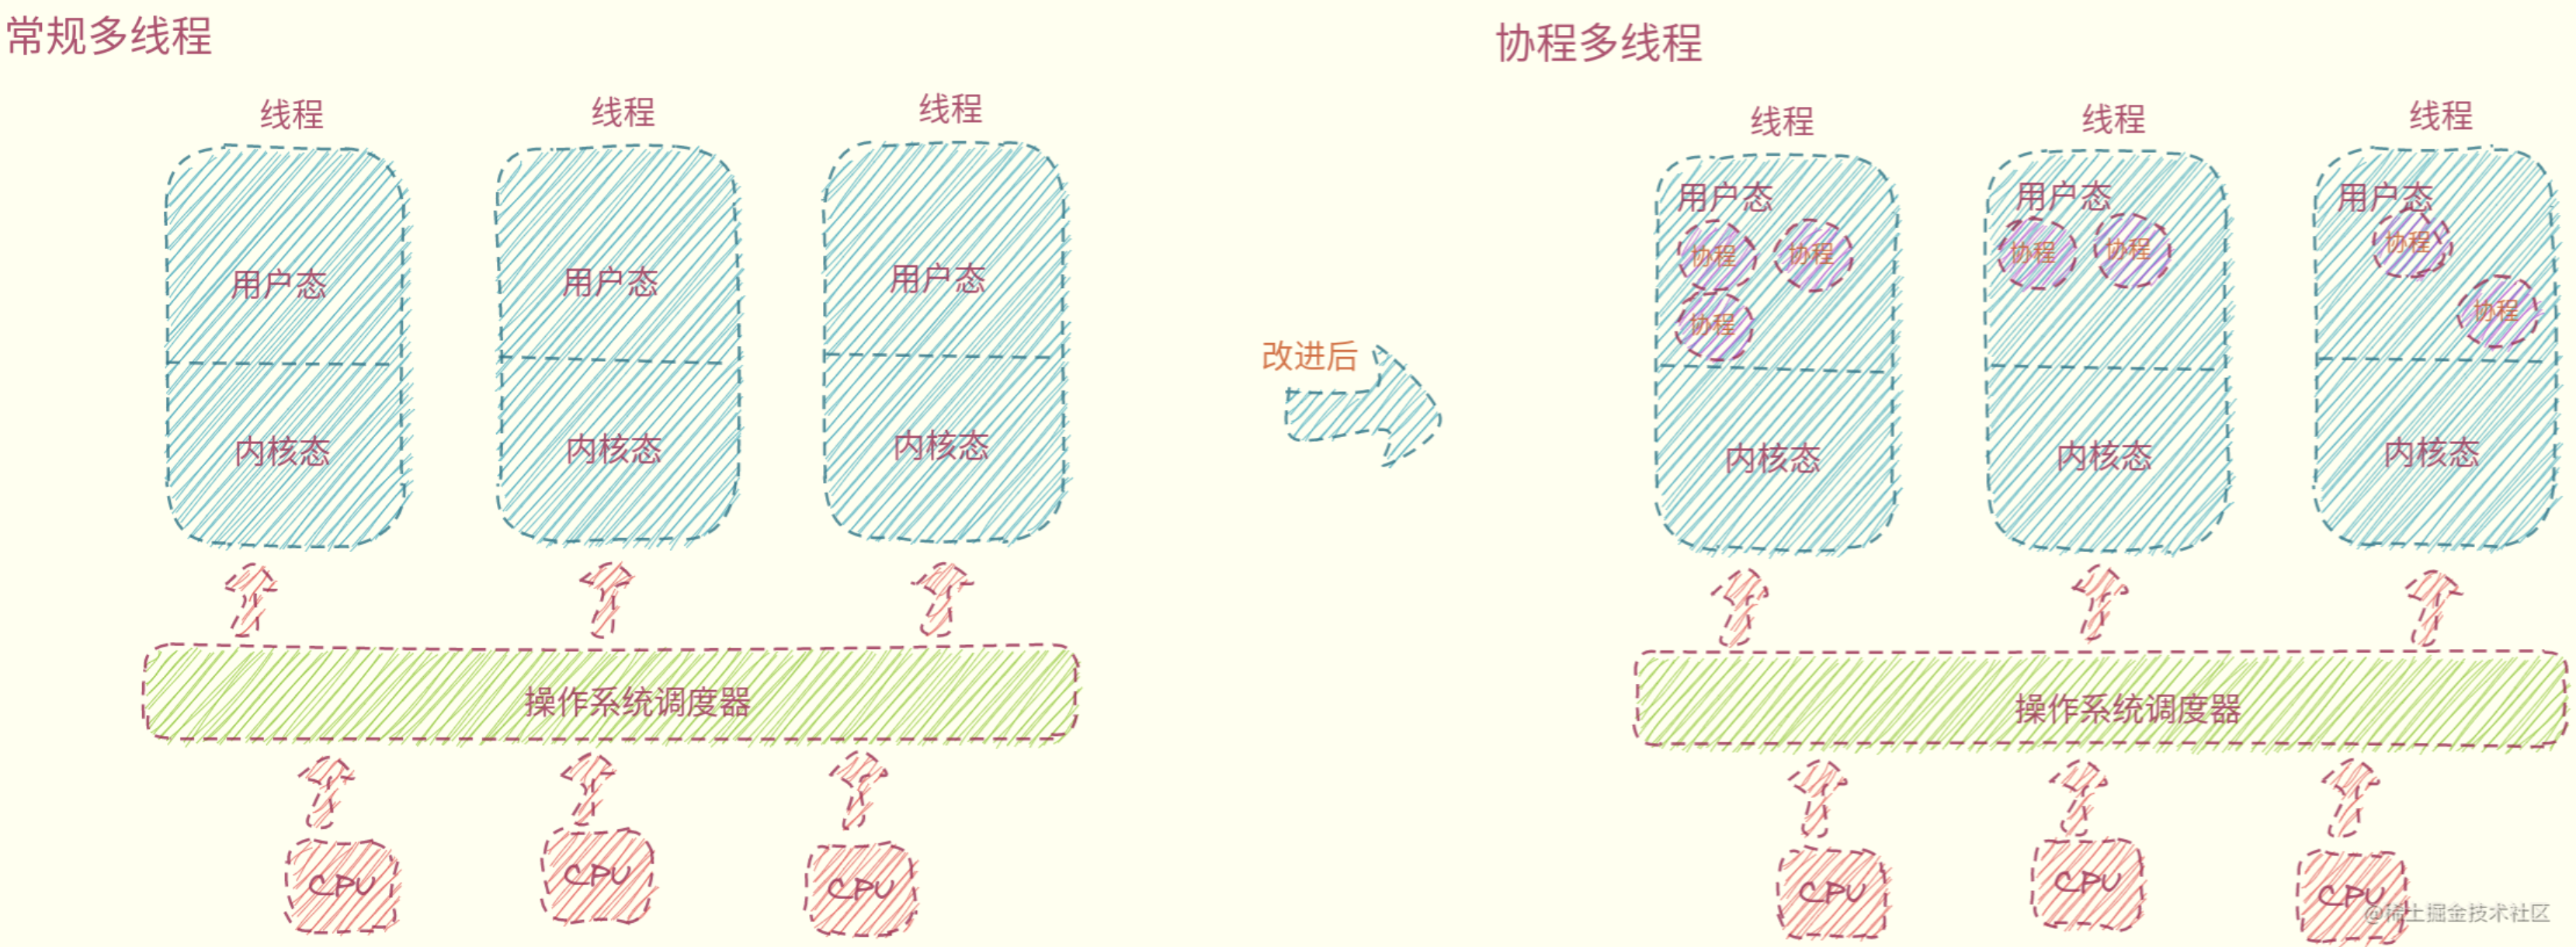 常规多线程
线程
线程
线程
用户态
用户态
用户态
内核态
内核态
内核态
操作系统调度器
CPU
CPU
CPU
改进后
协程多线程
线程
线程
线程
用户态
协程
协程
协程
用户态
协程
协程
用户态
协程
协程
内核态
内核态
内核态
操作系统调度器
CPU
CPU
CPU
@稀土掘金技术社区